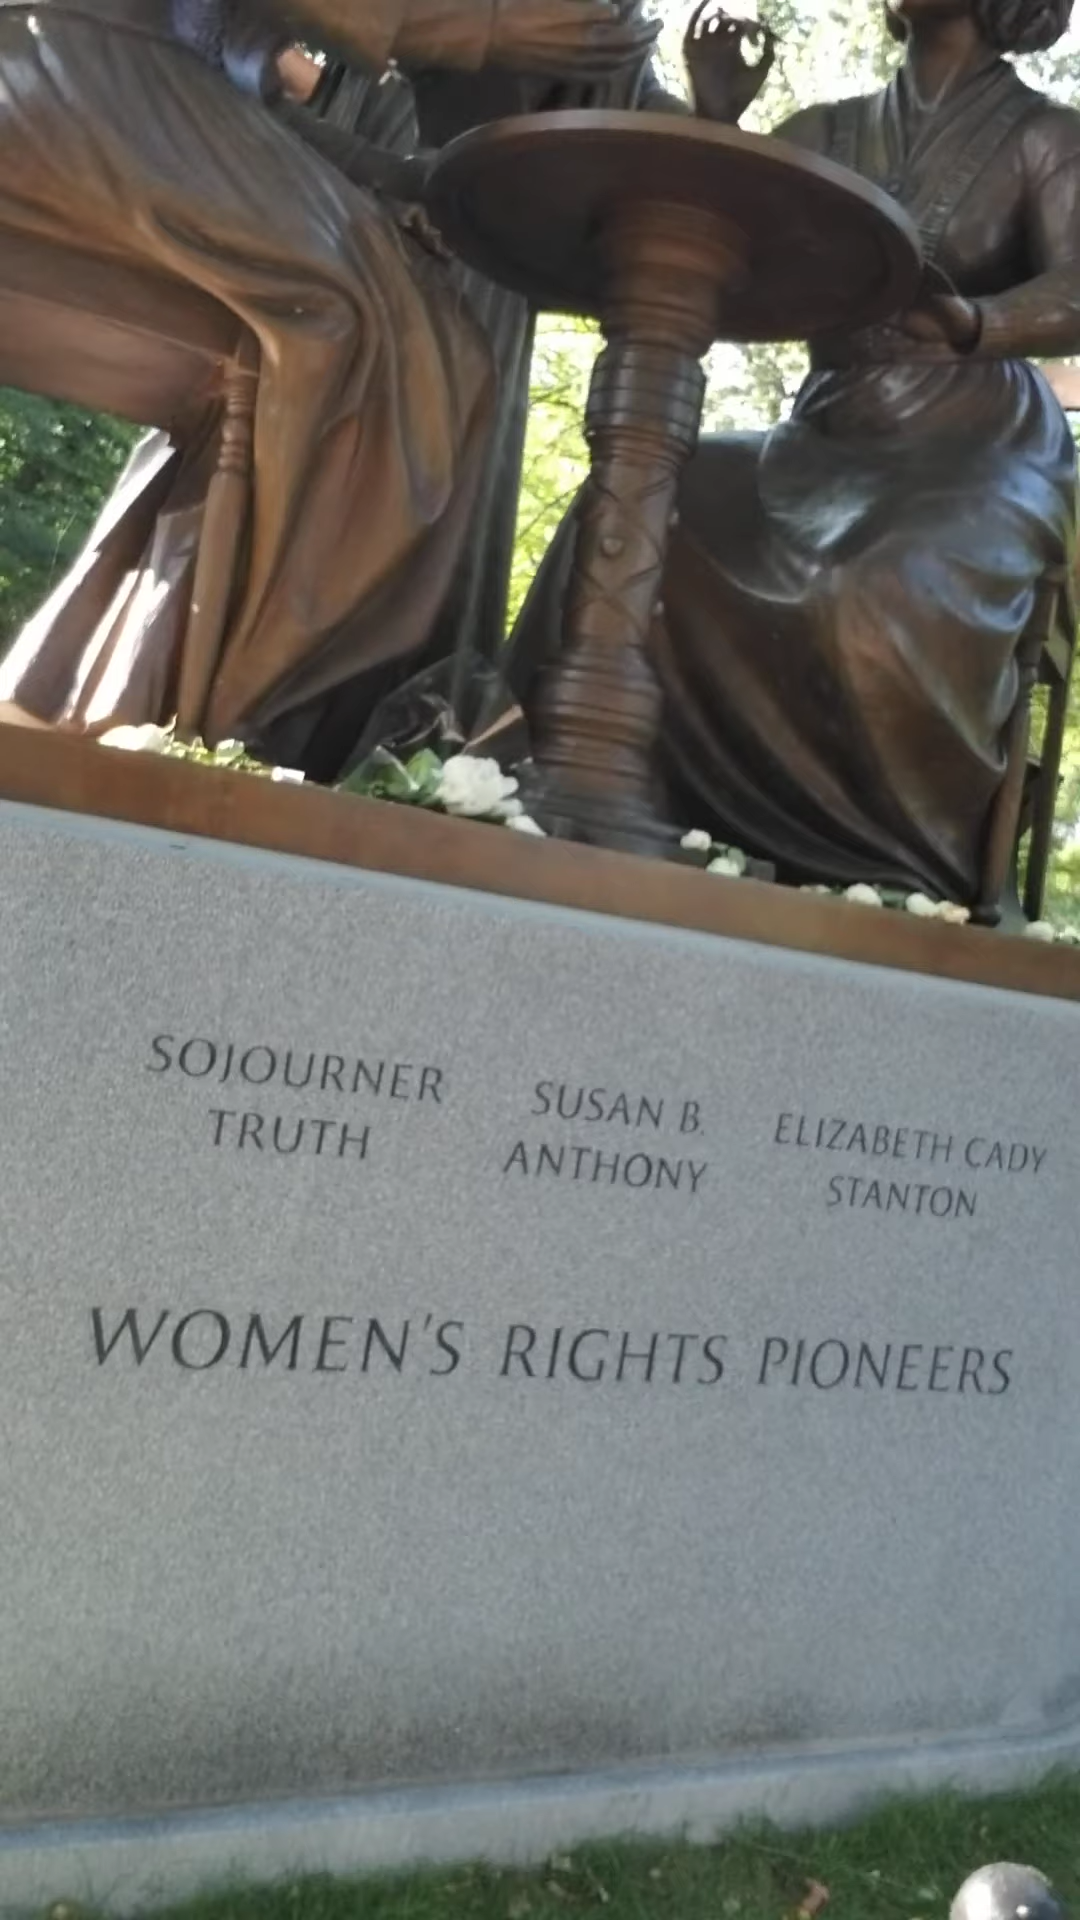 SOJOURNER
TRUTH
SUSAN B.
ANTHONY
ELIZABETH CADY
STANTON
WOMEN'S RIGHTS PIONEERS